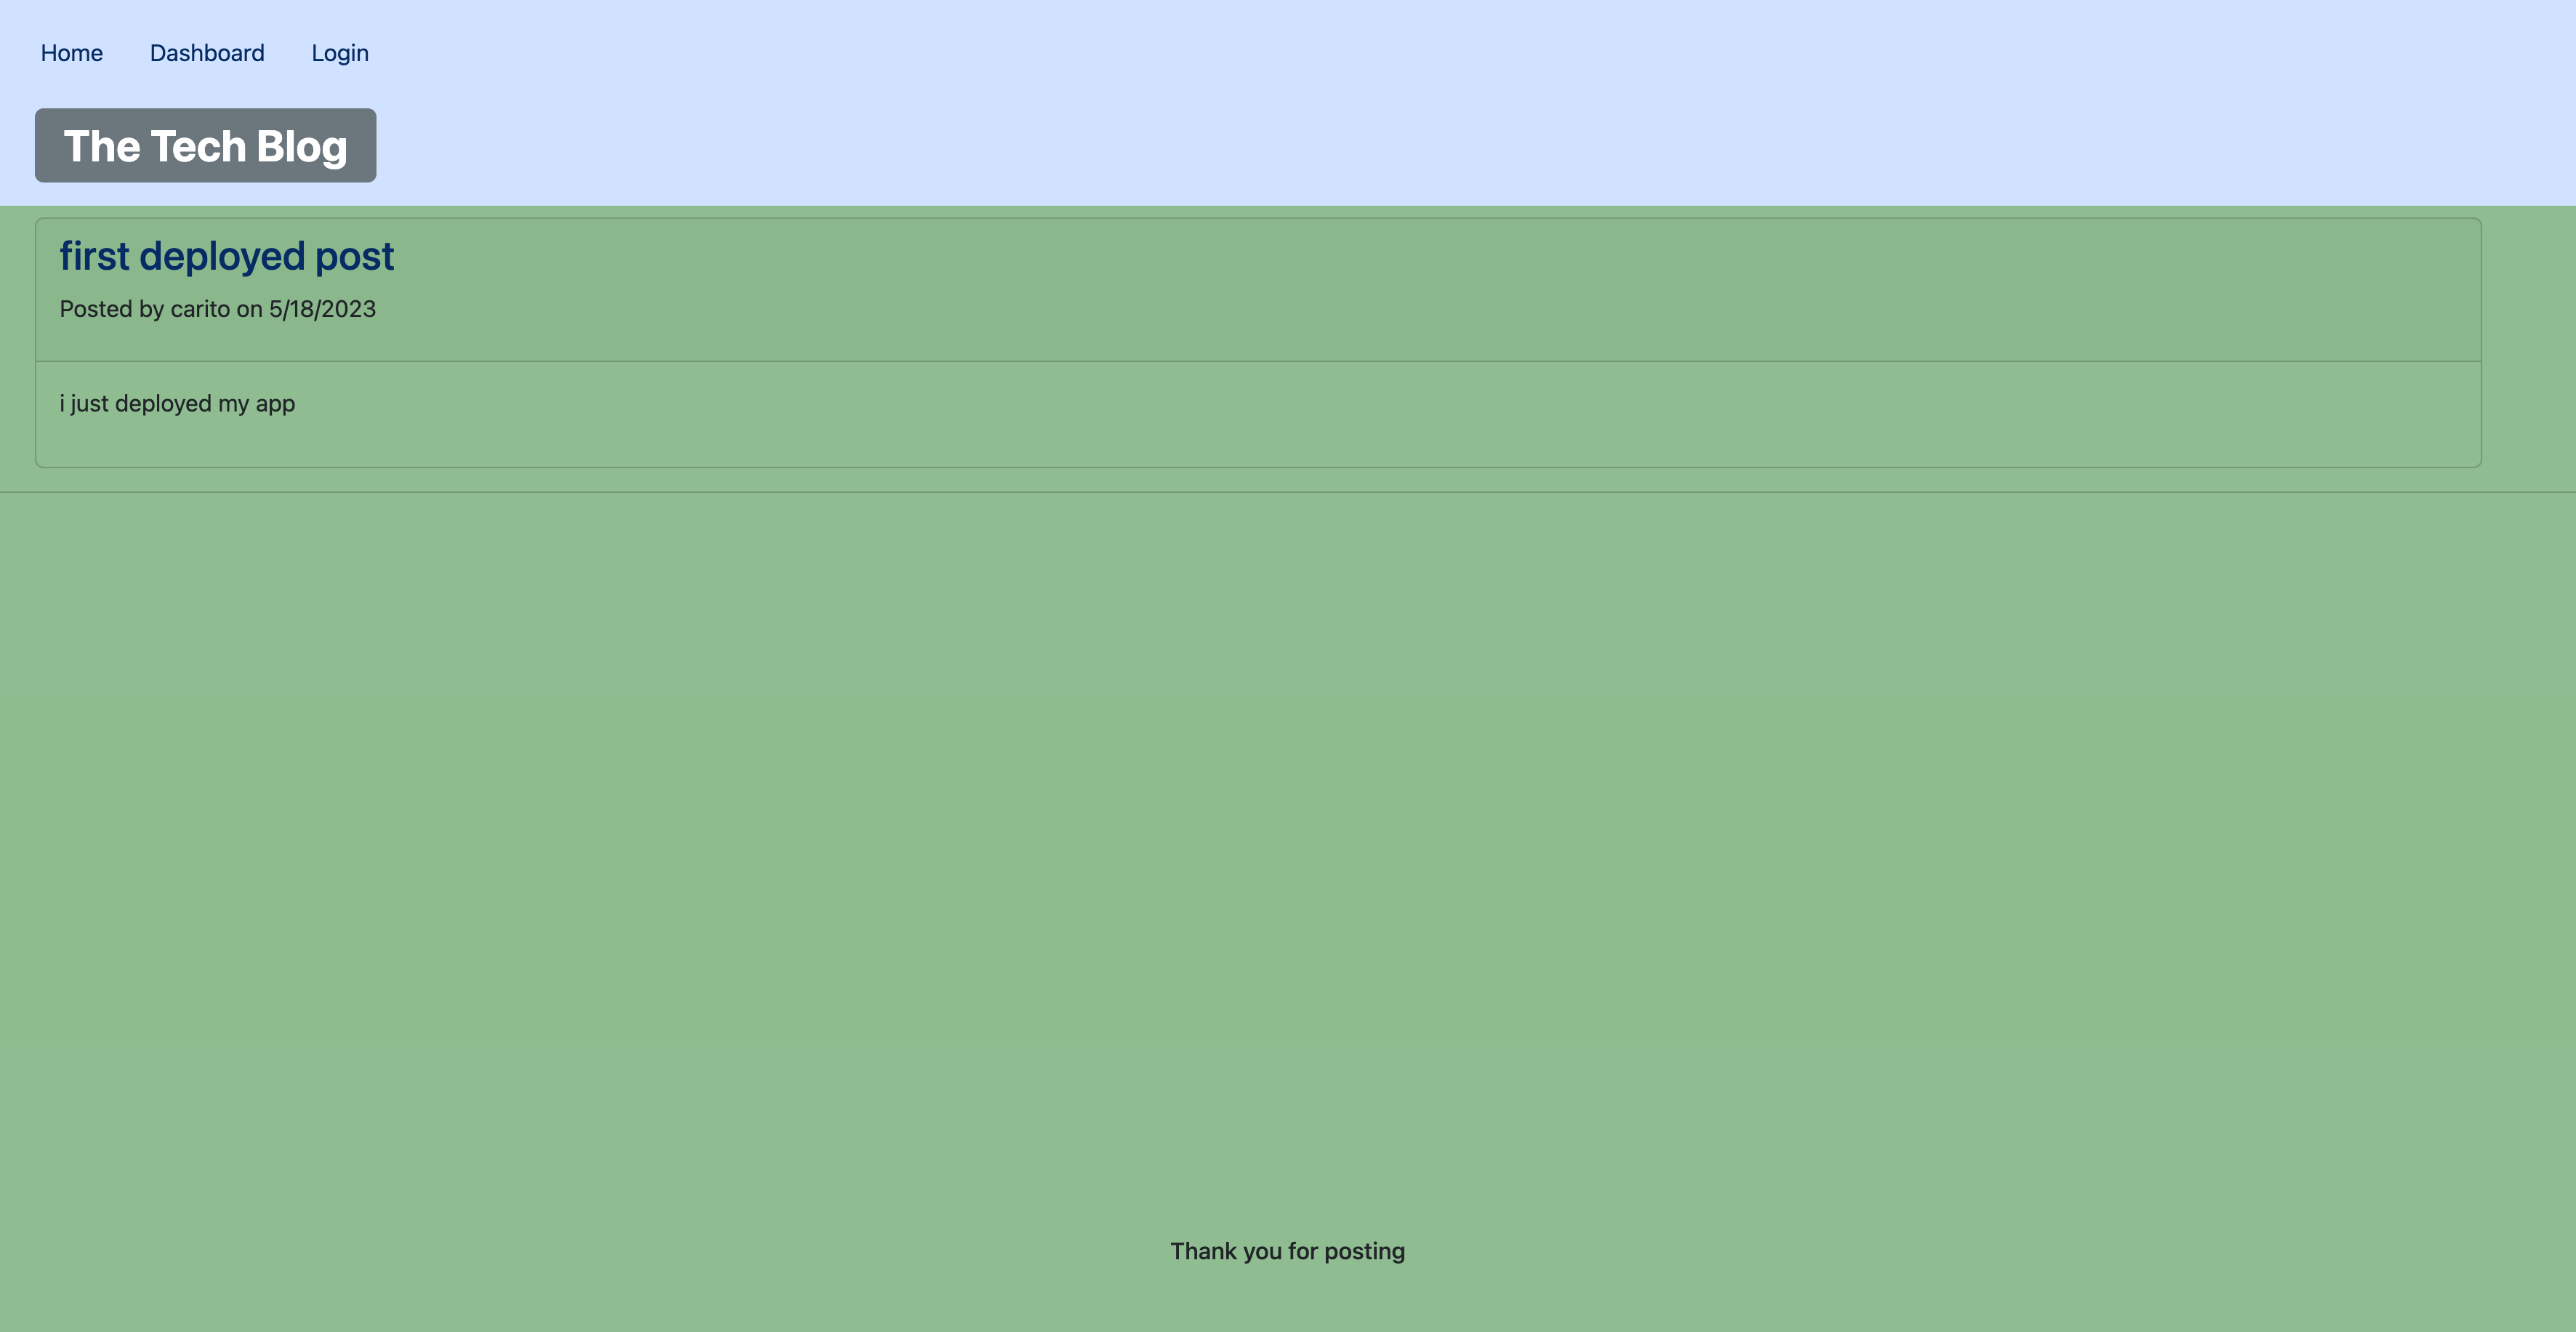 Home Dashboard Login
The Tech Blog
first deployed post
Posted by carito on 5/18/2023
i just deployed my app
Thank you for posting